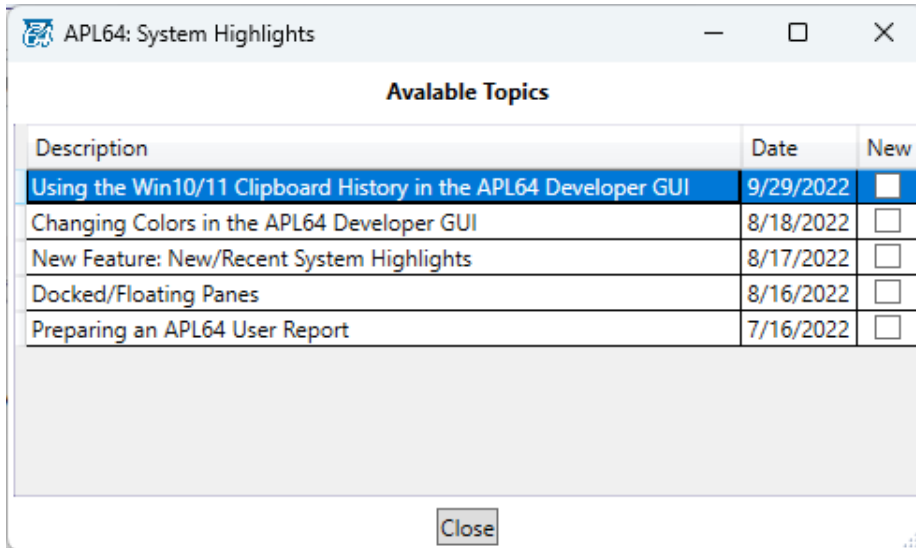 APL64: System Highlights
Avalable Topics
Description Date New
Using the Win10/11 Clipboard History in the APL64 Developer GUI 9/29/2022
Changing Colors in the APL64 Developer GUI 8/18/2022
New Feature: New/Recent System Highlights 8/17/2022
Docked/Floating Panes 8/16/2022
Preparing an APL64 User Report 7/16/2022
Close